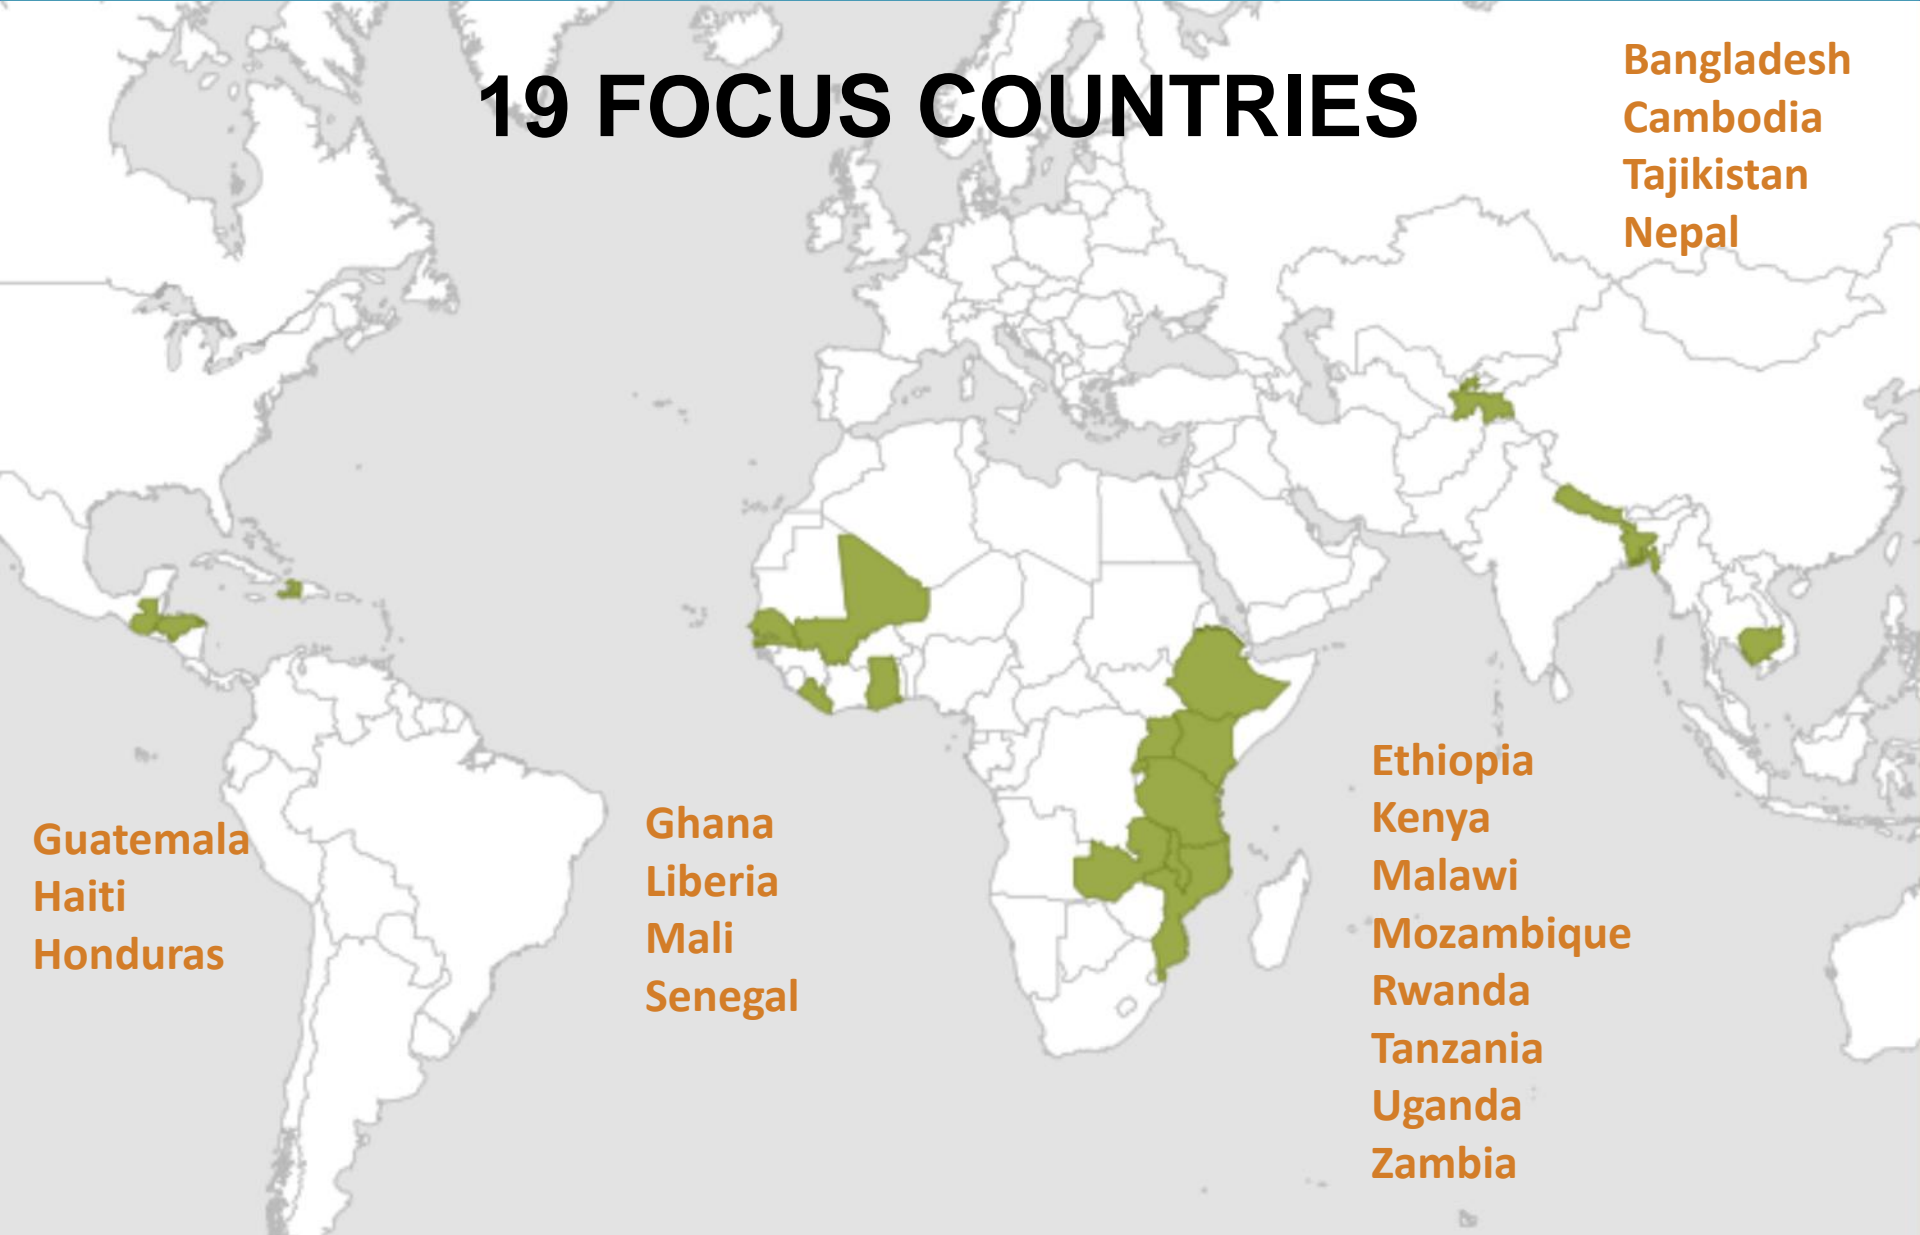 19 FOCUS COUNTRIES
Bangladesh
Cambodia
Tajikistan
Nepal
Guatemala
Haiti
Honduras
Ghana
Liberia
Mali
Senegal
Ethiopia
Kenya
Malawi
Mozambique
Rwanda
Tanzania
Uganda
Zambia